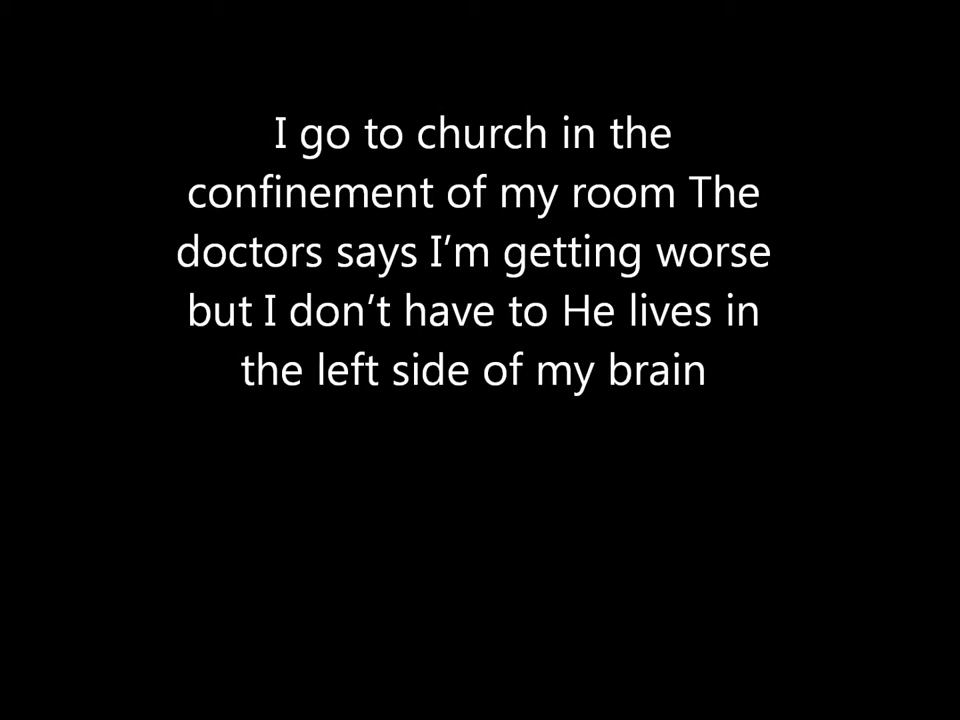 I go to church in the
confinement of my room The
doctors says I’m getting worse
but I don’t have to He lives in
the left side of my brain